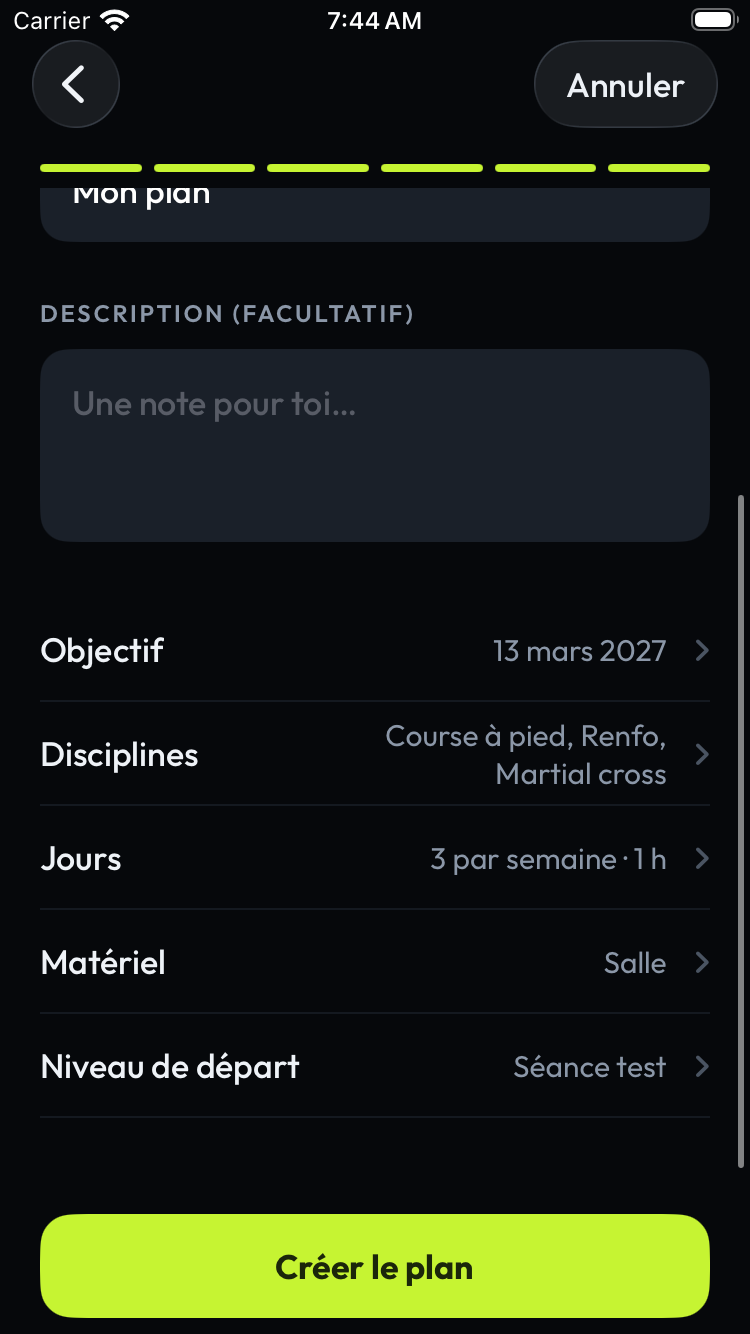 Carrier
7:44 AM
Annuler
Mon plan
DESCRIPTION (FACULTATIF)
Une note pour toi...
Objectif
13 mars 2027
Disciplines
Course à pied, Renfo,
Martial cross
Jours
3 par semaine · 1 h
Matériel
Salle
Niveau de départ
Séance test
Créer le plan